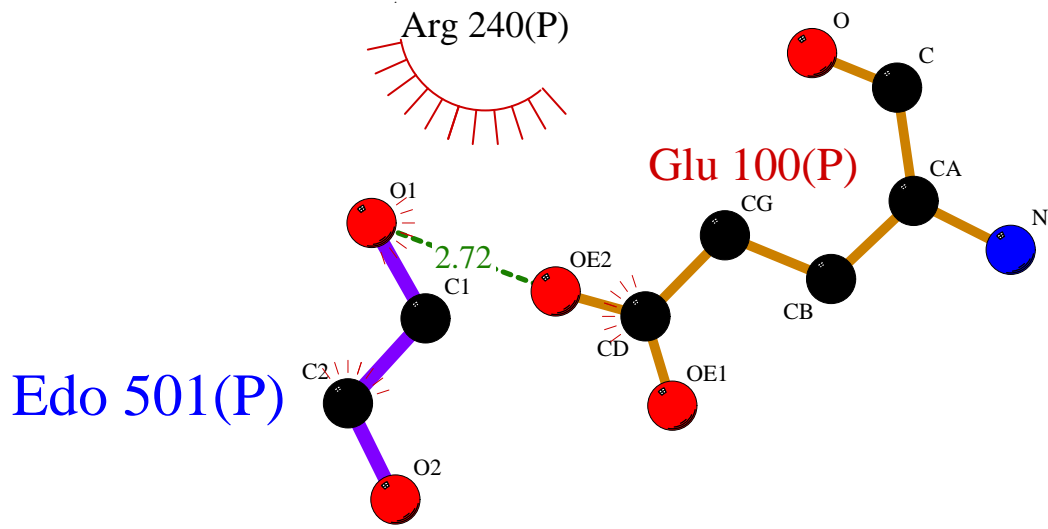 Arg 240(P)
O
C
Glu 100(P)
CA
O1
CG
N
2.72
OE2
C1
CB
CD
C2
OE1
Edo 501(P)
O2